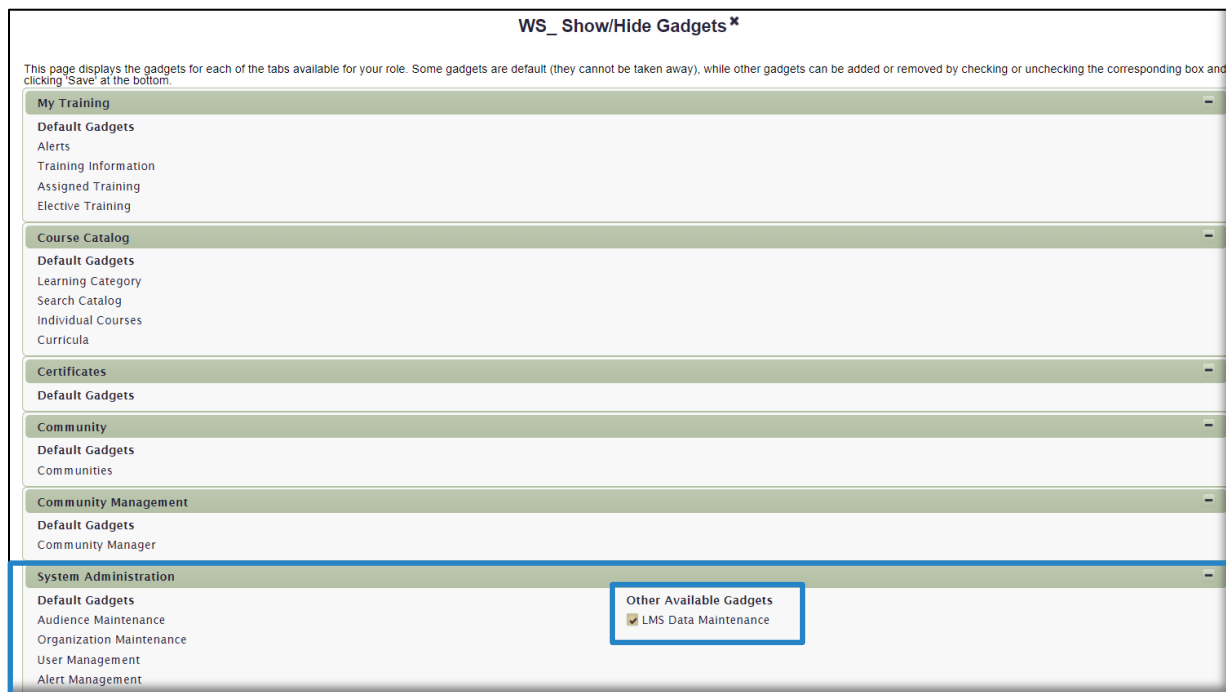 WS_ Show/Hide Gadgets ✖
This page displays the gadgets for each of the tabs available for your role. Some gadgets are default (they cannot be taken away), while other gadgets can be added or removed by checking or unchecking the corresponding box and
clicking 'Save' at the bottom.
My Training
Default Gadgets
Alerts
Training Information
Assigned Training
Elective Training
Course Catalog
Default Gadgets
Learning Category
Search Catalog
Individual Courses
Curricula
Certificates
Default Gadgets
Community
Default Gadgets
Communities
Community Management
Default Gadgets
Community Manager
System Administration
Default Gadgets
Audience Maintenance
Organization Maintenance
User Management
Alert Management
Other Available Gadgets
LMS Data Maintenance